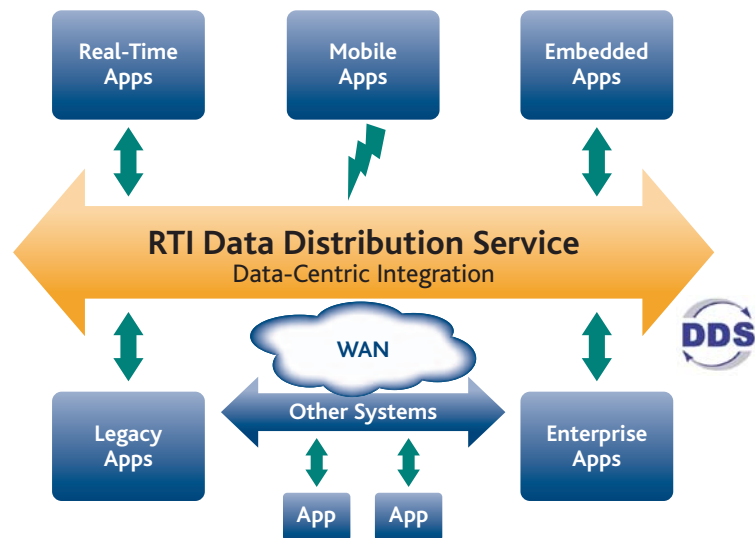 Real-Time
Apps
Mobile
Apps
Embedded
Apps
RTI Data Distribution Service
Data-Centric Integration
DDS
WAN
Other Systems
Legacy
Apps
Enterprise
Apps
App
App